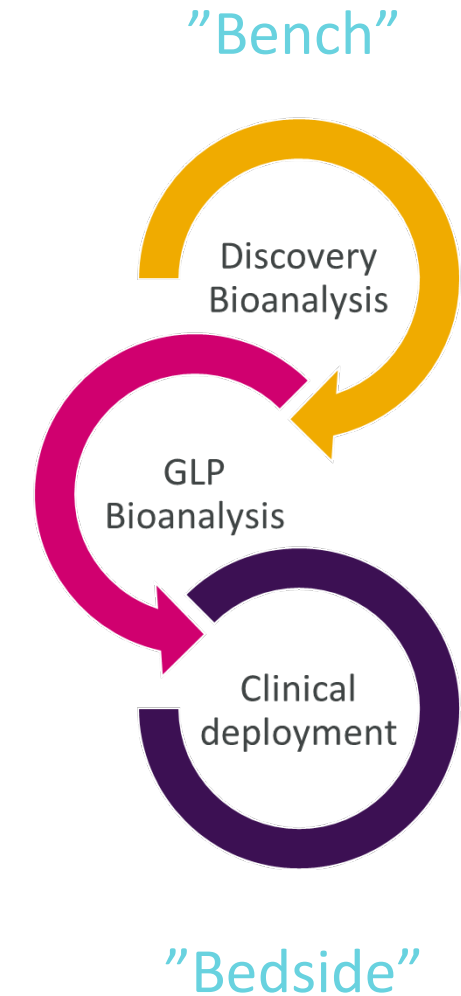 ”Bench”
Discovery
Bioanalysis
GLP
Bioanalysis
Clinical
deployment
”Bedside”